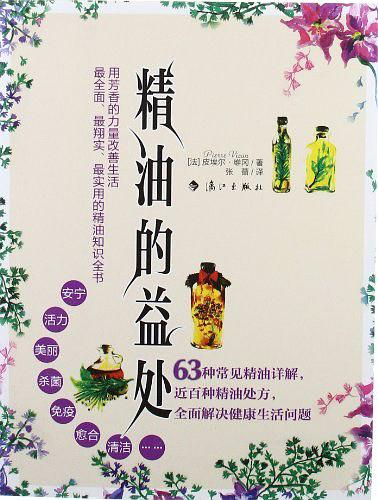 精油的益处
用芳香的力量改善生活
最全面、最翔实、最实用的精油知识全书
Pierre Vican
[法]皮埃尔·维冈 著
张蔷 译
漓江出版社
安宁
活力
美丽
杀菌
免疫
愈合
清洁
……
63种常见精油详解，
近百种精油处方，
全面解决健康生活问题